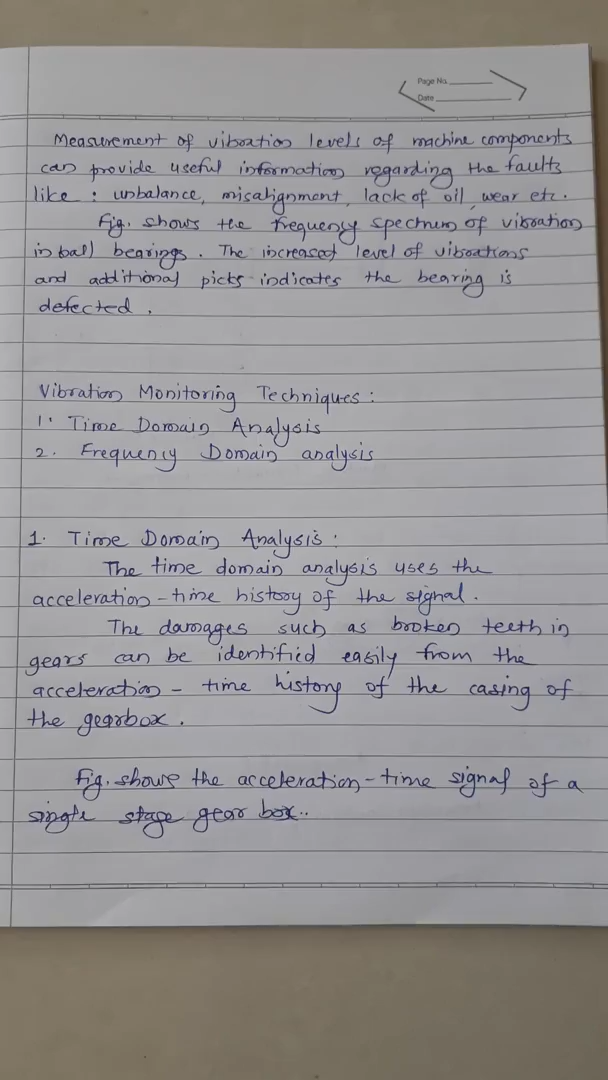 Page No.
Date
Measurement of vibration levels of machine components
can provide useful information regarding the faults
like : unbalance, misalignment, lack of oil, wear etc.
Fig. shows the frequency spectrum of vibration
in ball bearings. The increased level of vibrations
and additional picks indicates the bearing is
defected.
Vibration Monitoring Techniques :
1. Time Domain Analysis
2. Frequency Domain analysis
1. Time Domain Analysis :
The time domain analysis uses the
acceleration - time history of the signal.
The damages such as broken teeth in
gears can be identified easily from the
acceleration - time history of the casing of
the gearbox.
Fig. shows the acceleration - time signal of a
single stage gear box..